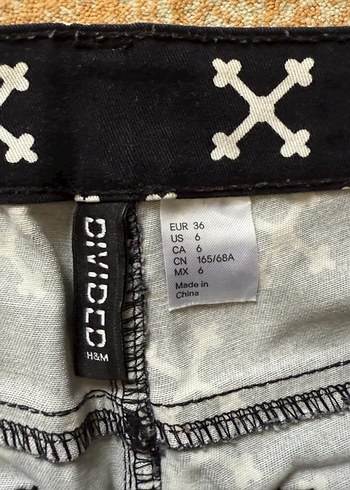 DIVIDED
H&M
EUR 36
US 6
CA 6
CN 165/68A
MX 6
Made in
China